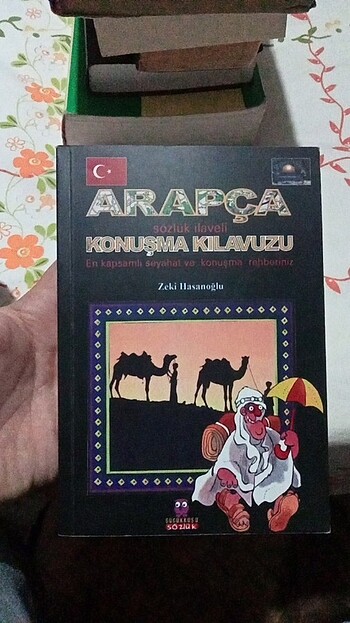 ARAPÇA
sözlük ilaveli
KONUŞMA KILAVUZU
En kapsamlı seyahat ve konuşma rehberiniz
Zeki Hasanoğlu
SÖZLÜK